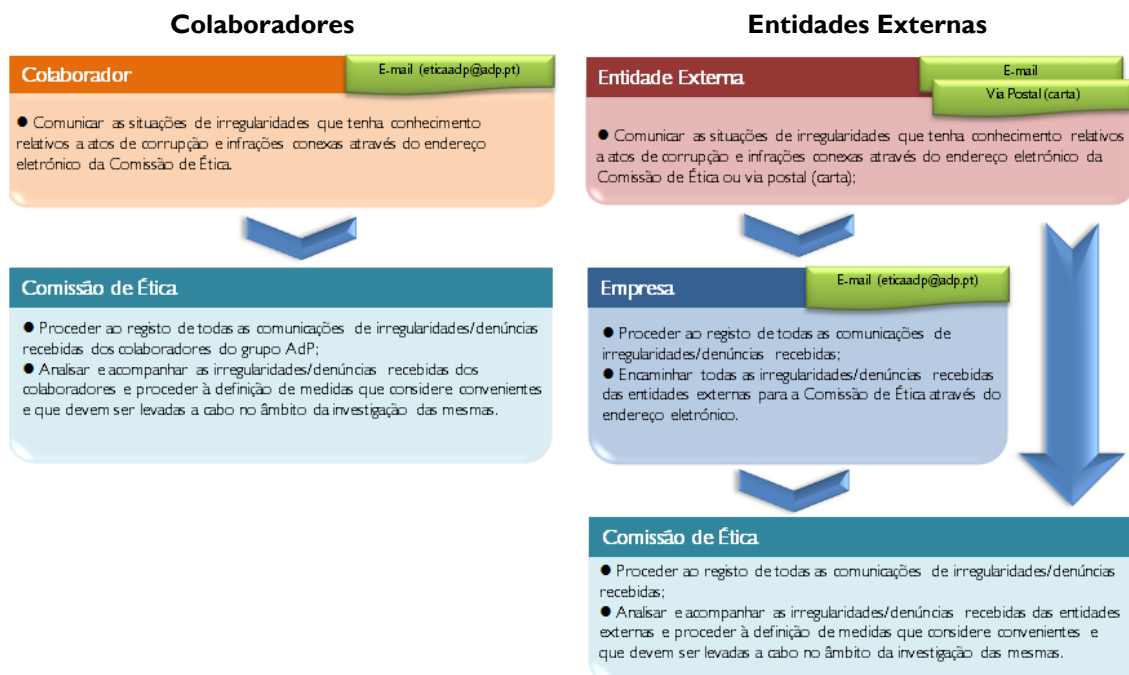 Colaboradores
Colaborador
E-mail (eticaadp@adp.pt)
● Comunicar as situações de irregularidades que tenha conhecimento
relativos a atos de corrupção e infrações conexas através do endereço
eletrónico da Comissão de Ética.
Comissão de Ética
● Proceder ao registo de todas as comunicações de irregularidades/denúncias
recebidas dos colaboradores do grupo AdP;
● Analisar e acompanhar as irregularidades/denúncias recebidas dos
colaboradores e proceder à definição de medidas que considere convenientes
e que devem ser levadas a cabo no âmbito da investigação das mesmas.
Entidades Externas
Entidade Externa
E-mail
Via Postal (carta)
● Comunicar as situações de irregularidades que tenha conhecimento relativos
a atos de corrupção e infrações conexas através do endereço eletrónico da
Comissão de Ética ou via postal (carta);
Empresa
E-mail (eticaadp@adp.pt)
● Proceder ao registo de todas as comunicações de
irregularidades/denúncias recebidas;
● Encaminhar todas as irregularidades/denúncias recebidas
das entidades externas para a Comissão de Ética através do
endereço eletrónico.
Comissão de Ética
● Proceder ao registo de todas as comunicações de irregularidades/denúncias
recebidas;
● Analisar e acompanhar as irregularidades/denúncias recebidas das entidades
externas e proceder à definição de medidas que considere convenientes e
que devem ser levadas a cabo no âmbito da investigação das mesmas.